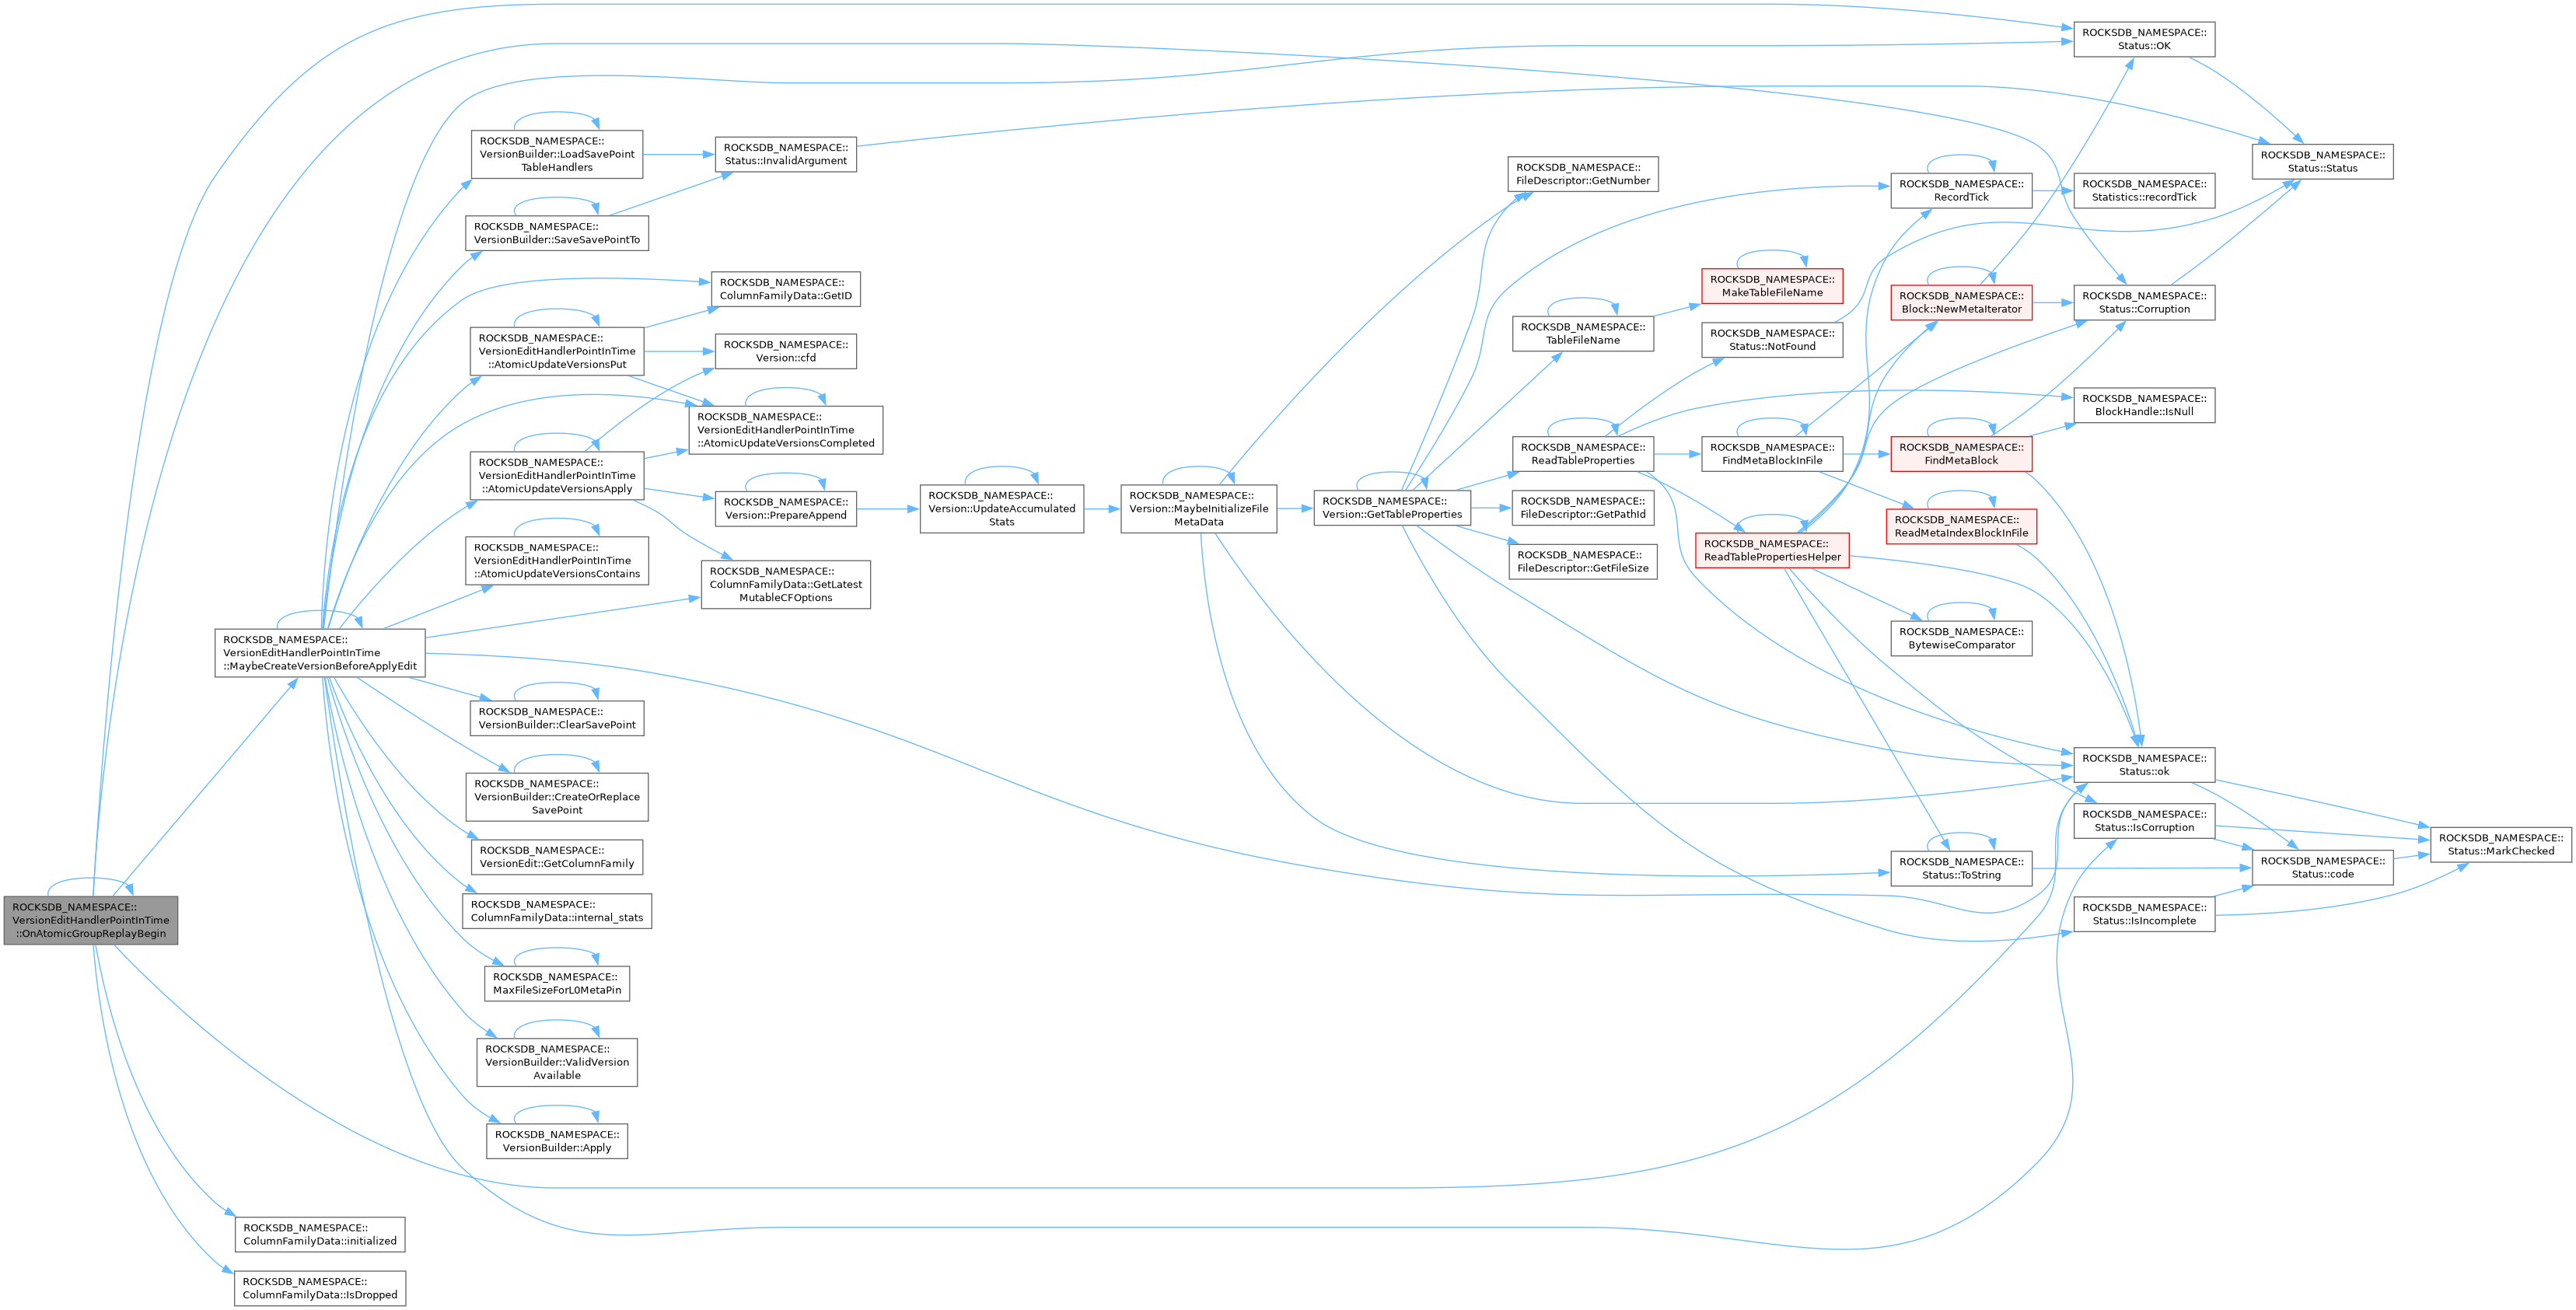 ROCKSDB_NAMESPACE::
VersionEditHandlerPointInTime
::OnAtomicGroupReplayBegin
ROCKSDB_NAMESPACE::
VersionEditHandlerPointInTime
::MaybeCreateVersionBeforeApplyEdit
ROCKSDB_NAMESPACE::
ColumnFamilyData::initialized
ROCKSDB_NAMESPACE::
ColumnFamilyData::IsDropped
ROCKSDB_NAMESPACE::
VersionBuilder::LoadSavePoint
TableHandlers
ROCKSDB_NAMESPACE::
VersionBuilder::SaveSavePointTo
ROCKSDB_NAMESPACE::
VersionEditHandlerPointInTime
::AtomicUpdateVersionsPut
ROCKSDB_NAMESPACE::
VersionEditHandlerPointInTime
::AtomicUpdateVersionsApply
ROCKSDB_NAMESPACE::
VersionEditHandlerPointInTime
::AtomicUpdateVersionsContains
ROCKSDB_NAMESPACE::
VersionBuilder::ClearSavePoint
ROCKSDB_NAMESPACE::
VersionBuilder::CreateOrReplace
SavePoint
ROCKSDB_NAMESPACE::
VersionEdit::GetColumnFamily
ROCKSDB_NAMESPACE::
ColumnFamilyData::internal_stats
ROCKSDB_NAMESPACE::
MaxFileSizeForL0MetaPin
ROCKSDB_NAMESPACE::
VersionBuilder::ValidVersion
Available
ROCKSDB_NAMESPACE::
VersionBuilder::Apply
ROCKSDB_NAMESPACE::
Status::InvalidArgument
ROCKSDB_NAMESPACE::
ColumnFamilyData::GetID
ROCKSDB_NAMESPACE::
Version::cfd
ROCKSDB_NAMESPACE::
VersionEditHandlerPointInTime
::AtomicUpdateVersionsCompleted
ROCKSDB_NAMESPACE::
Version::PrepareAppend
ROCKSDB_NAMESPACE::
ColumnFamilyData::GetLatest
MutableCFOptions
ROCKSDB_NAMESPACE::
Version::UpdateAccumulated
Stats
ROCKSDB_NAMESPACE::
Version::MaybeInitializeFile
MetaData
ROCKSDB_NAMESPACE::
Version::GetTableProperties
ROCKSDB_NAMESPACE::
FileDescriptor::GetNumber
ROCKSDB_NAMESPACE::
TableFileName
ROCKSDB_NAMESPACE::
ReadTableProperties
ROCKSDB_NAMESPACE::
FileDescriptor::GetPathId
ROCKSDB_NAMESPACE::
FileDescriptor::GetFileSize
ROCKSDB_NAMESPACE::
MakeTableFileName
ROCKSDB_NAMESPACE::
Status::NotFound
ROCKSDB_NAMESPACE::
FindMetaBlockInFile
ROCKSDB_NAMESPACE::
ReadTablePropertiesHelper
ROCKSDB_NAMESPACE::
RecordTick
ROCKSDB_NAMESPACE::
Block::NewMetaIterator
ROCKSDB_NAMESPACE::
FindMetaBlock
ROCKSDB_NAMESPACE::
ReadMetaIndexBlockInFile
ROCKSDB_NAMESPACE::
BytewiseComparator
ROCKSDB_NAMESPACE::
Status::ToString
ROCKSDB_NAMESPACE::
Status::OK
ROCKSDB_NAMESPACE::
Statistics::recordTick
ROCKSDB_NAMESPACE::
Status::Corruption
ROCKSDB_NAMESPACE::
BlockHandle::IsNull
ROCKSDB_NAMESPACE::
Status::ok
ROCKSDB_NAMESPACE::
Status::IsCorruption
ROCKSDB_NAMESPACE::
Status::IsIncomplete
ROCKSDB_NAMESPACE::
Status::Status
ROCKSDB_NAMESPACE::
Status::code
ROCKSDB_NAMESPACE::
Status::MarkChecked